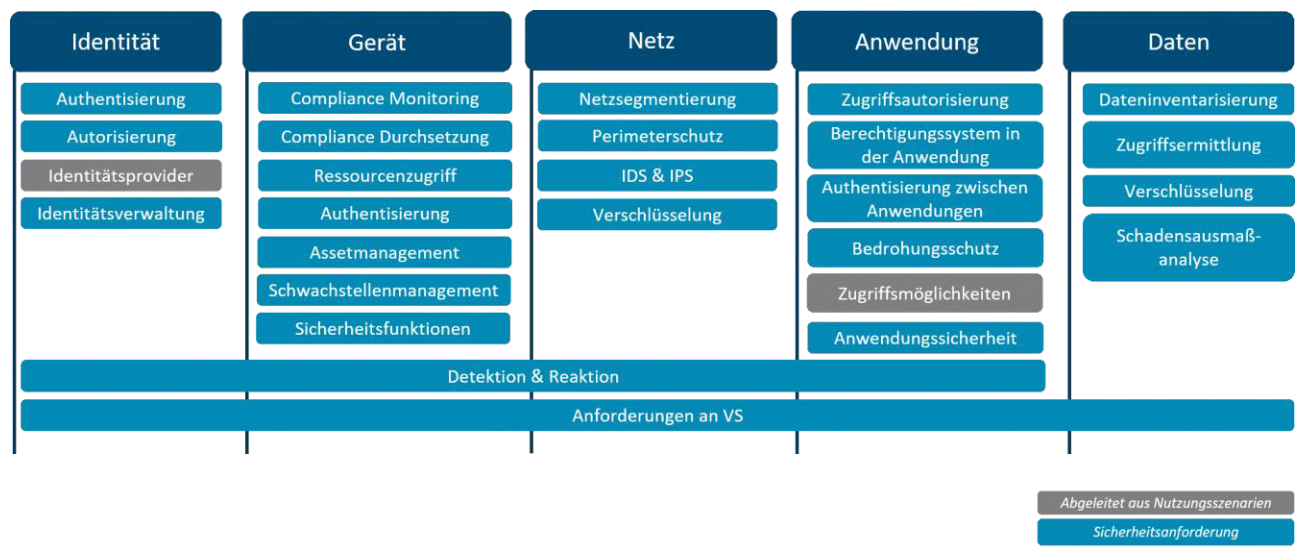 Identität
Authentisierung
Autorisierung
Identitätsprovider
Identitätsverwaltung
Gerät
Compliance Monitoring
Compliance Durchsetzung
Ressourcenzugriff
Authentisierung
Assetmanagement
Schwachstellenmanagement
Sicherheitsfunktionen
Netz
Netzsegmentierung
Perimeterschutz
IDS & IPS
Verschlüsselung
Anwendung
Zugriffsautorisierung
Berechtigungssystem in
der Anwendung
Authentisierung zwischen
Anwendungen
Bedrohungsschutz
Zugriffsmöglichkeiten
Anwendungssicherheit
Daten
Dateninventarisierung
Zugriffsermittlung
Verschlüsselung
Schadensausmaß-
analyse
Detektion & Reaktion
Anforderungen an VS
Abgeleitet aus Nutzungsszenarien
Sicherheitsanforderung